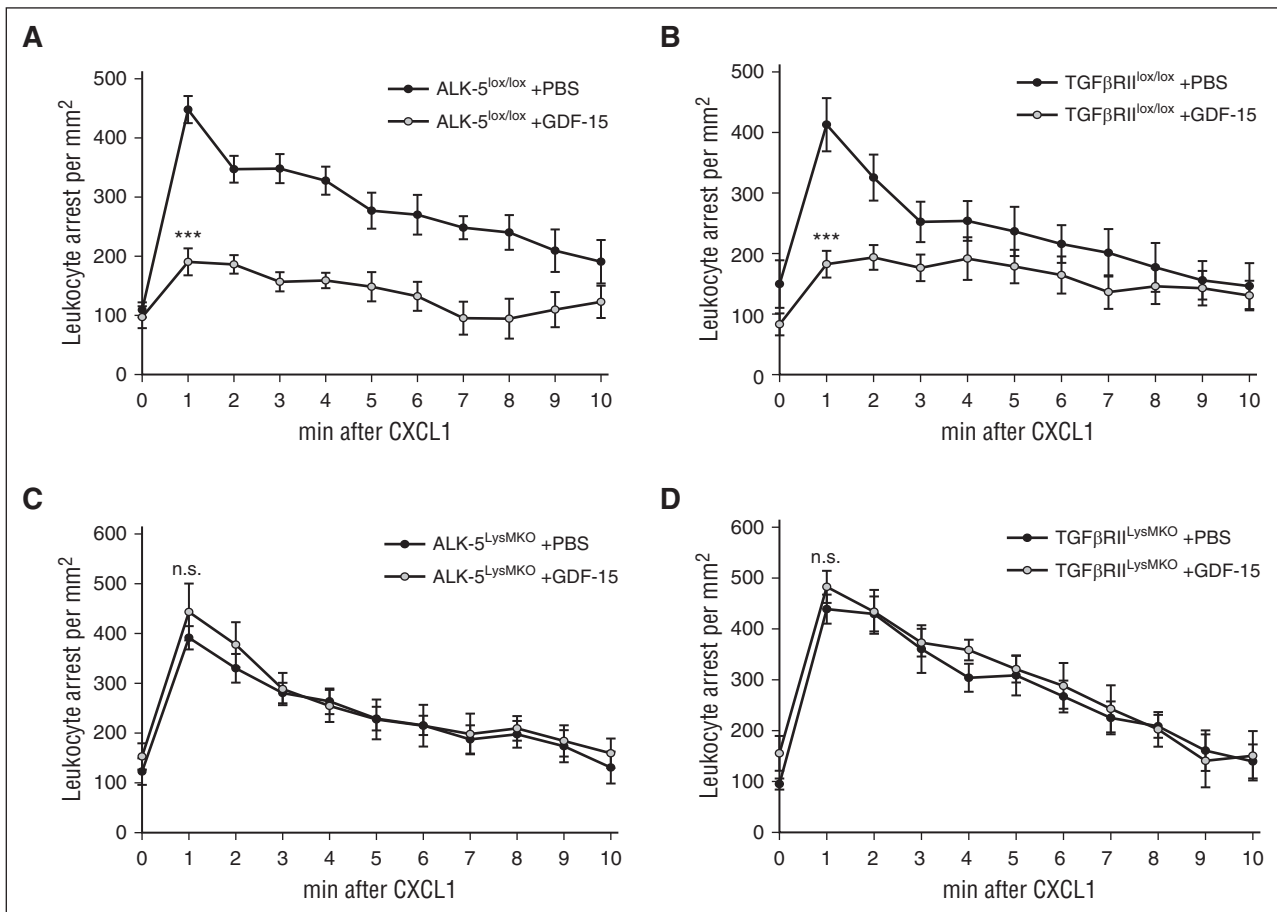 A
ALK-5lox/lox +PBS
ALK-5lox/lox +GDF-15
Leukocyte arrest per mm2
500
400
300
200
100
0
***
0 1 2 3 4 5 6 7 8 9 10
min after CXCL1
B
TGFβRIIlox/lox +PBS
TGFβRIIlox/lox +GDF-15
Leukocyte arrest per mm2
500
400
300
200
100
0
***
0 1 2 3 4 5 6 7 8 9 10
min after CXCL1
C
ALK-5LysMKO +PBS
ALK-5LysMKO +GDF-15
Leukocyte arrest per mm2
600
500
400
300
200
100
0
n.s.
0 1 2 3 4 5 6 7 8 9 10
min after CXCL1
D
TGFβRIILysMKO +PBS
TGFβRIILysMKO +GDF-15
Leukocyte arrest per mm2
600
500
400
300
200
100
0
n.s.
0 1 2 3 4 5 6 7 8 9 10
min after CXCL1